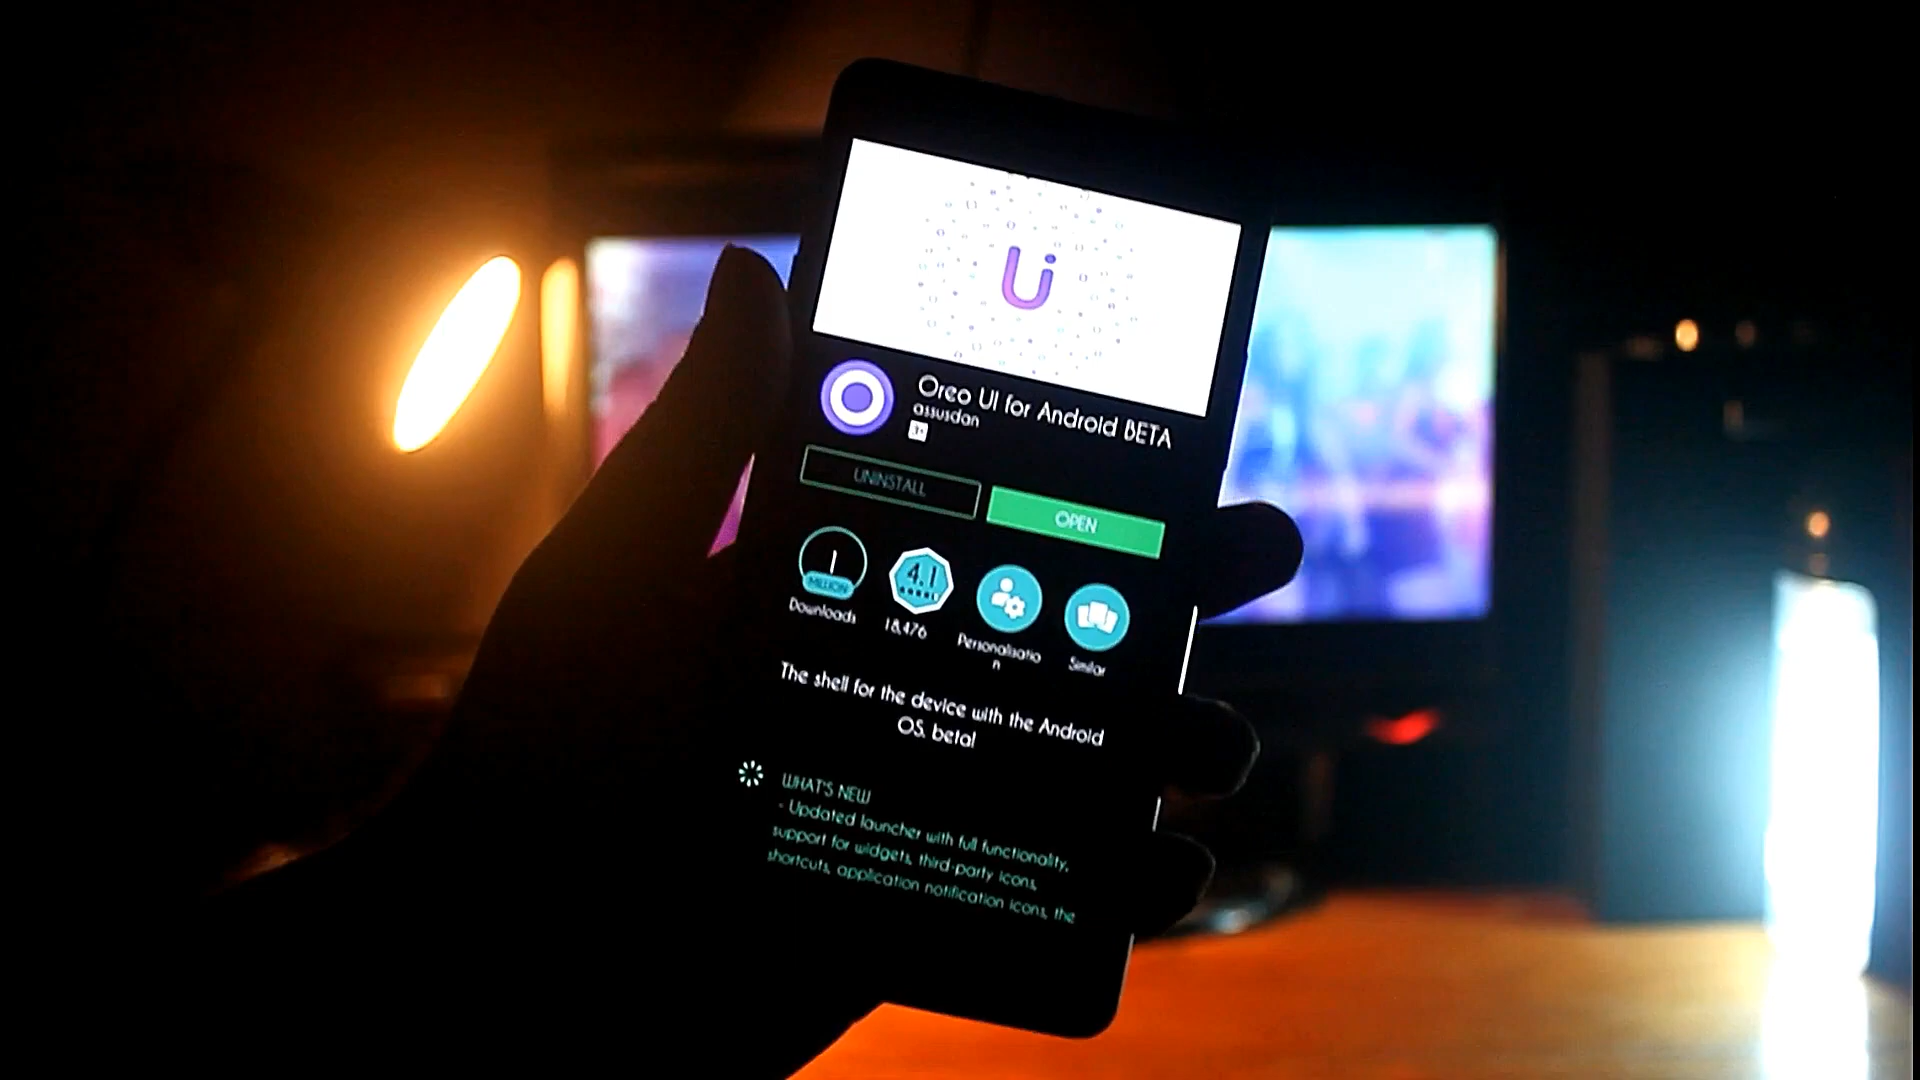 Ui
Oreo UI for Android BETA
assusdan
3+
UNINSTALL
OPEN
1
MILLION
Downloads
4.1
18,476
Personalisatio
n
Similar
The shell for the device with the Android
OS. beta!
WHAT'S NEW
- Updated launcher with full functionality,
support for widgets, third-party icons,
shortcuts, application notification icons, the